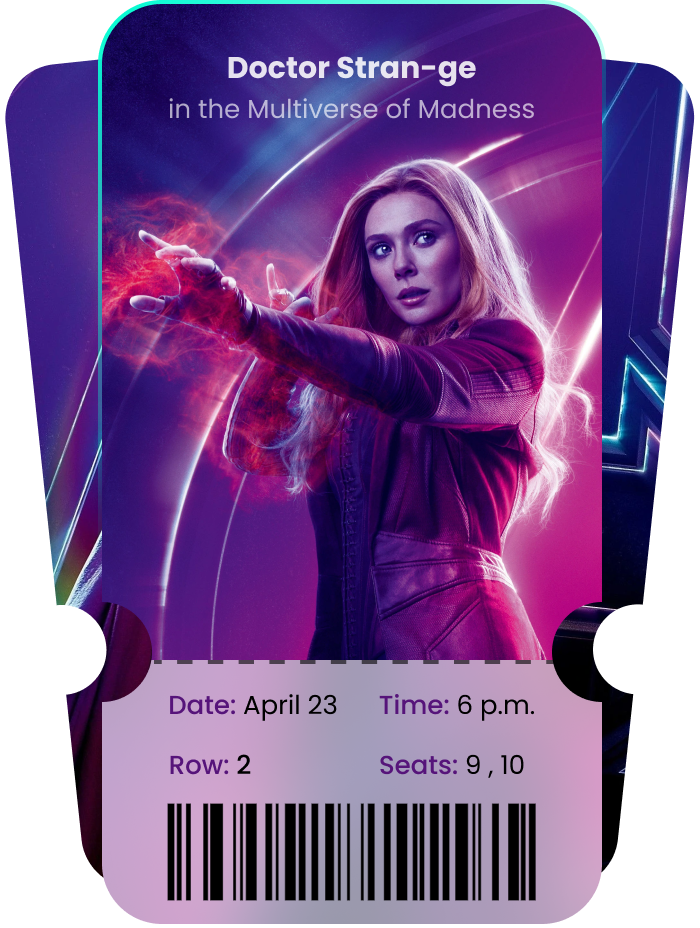 Doctor Stran-ge
in the Multiverse of Madness
Date: April 23 Time: 6 p.m.
Row: 2 Seats: 9 , 10